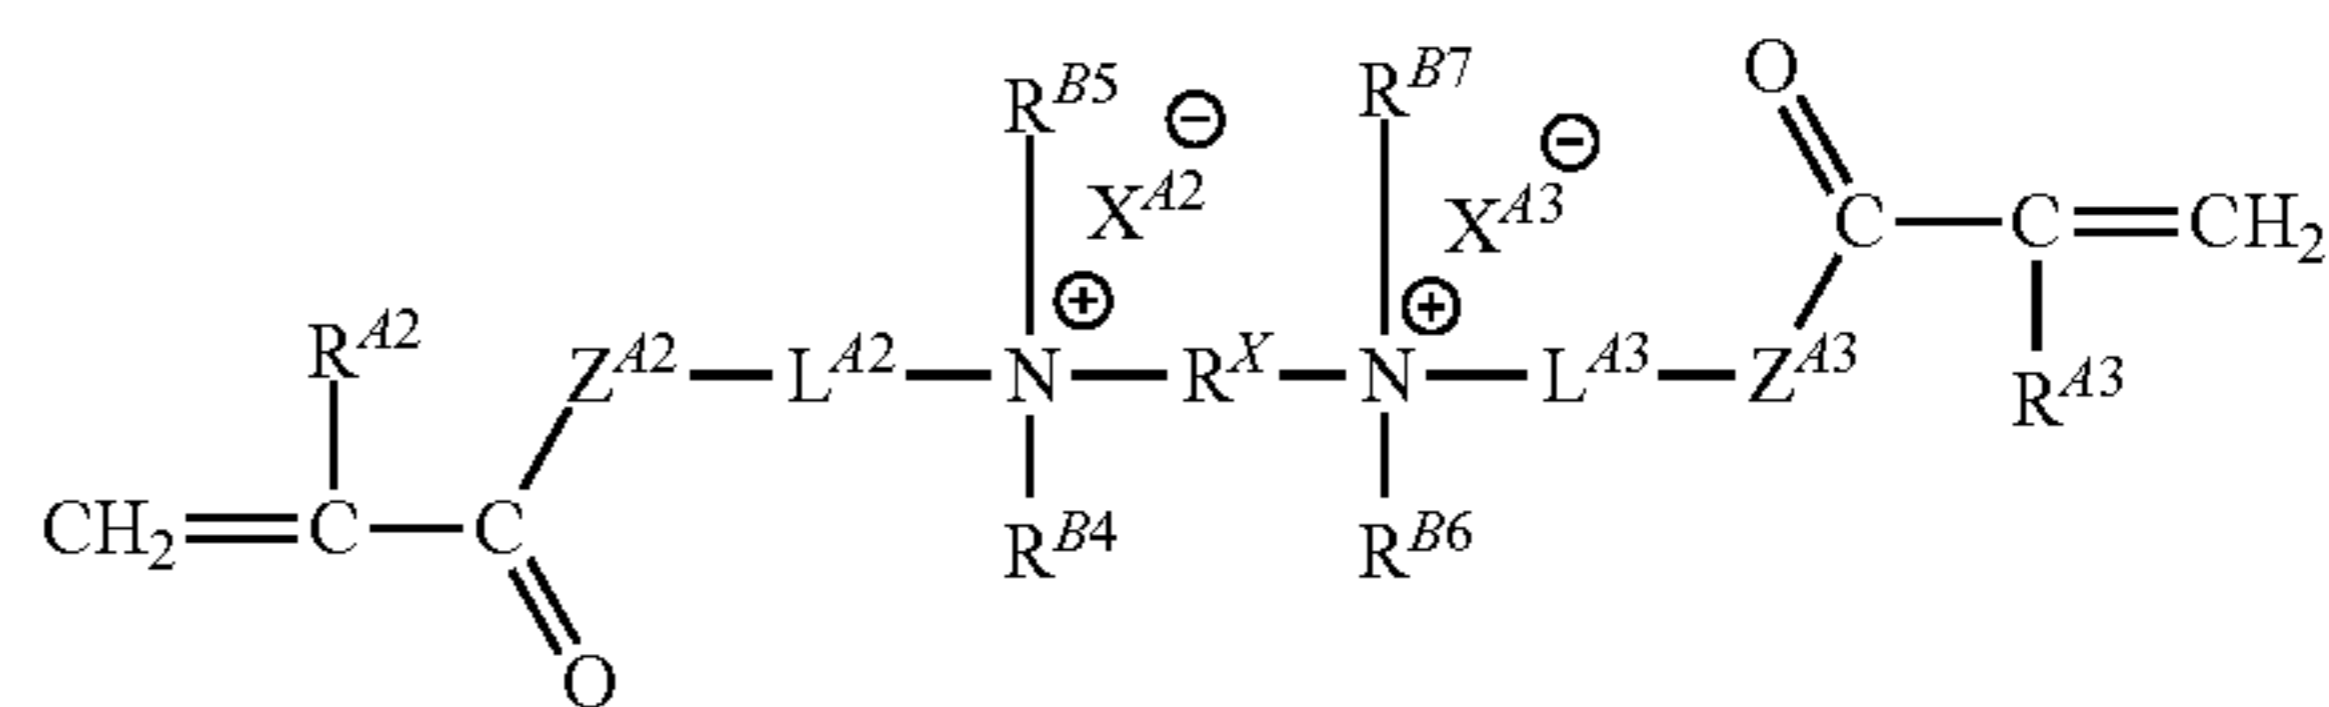 O
R^B5 ⊖ R^B7 ⊖
X^A2 X^A3 C—C=CH₂
R^A2 ⊕ ⊕
Z^A2—L^A2—N—R^X—N—L^A3—Z^A3 R^A3
CH₂=C—C R^B4 R^B6
O